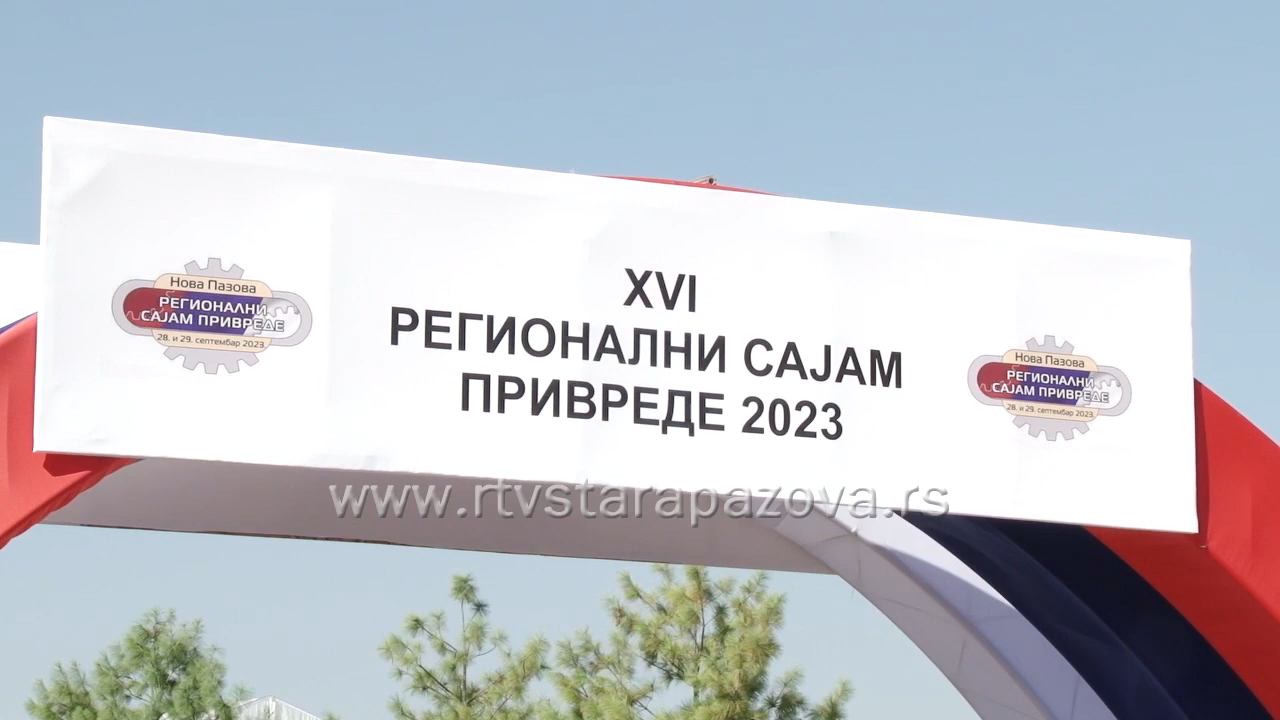 XVI
РЕГИОНАЛНИ САЈАМ
ПРИВРЕДЕ 2023
Нова Пазова
РЕГИОНАЛНИ
САЈАМ ПРИВРЕДЕ
28. и 29. септембар 2023.
Нова Пазова
РЕГИОНАЛНИ
САЈАМ ПРИВРЕДЕ
28. и 29. септембар 2023.
www.rtvstarapazova.rs